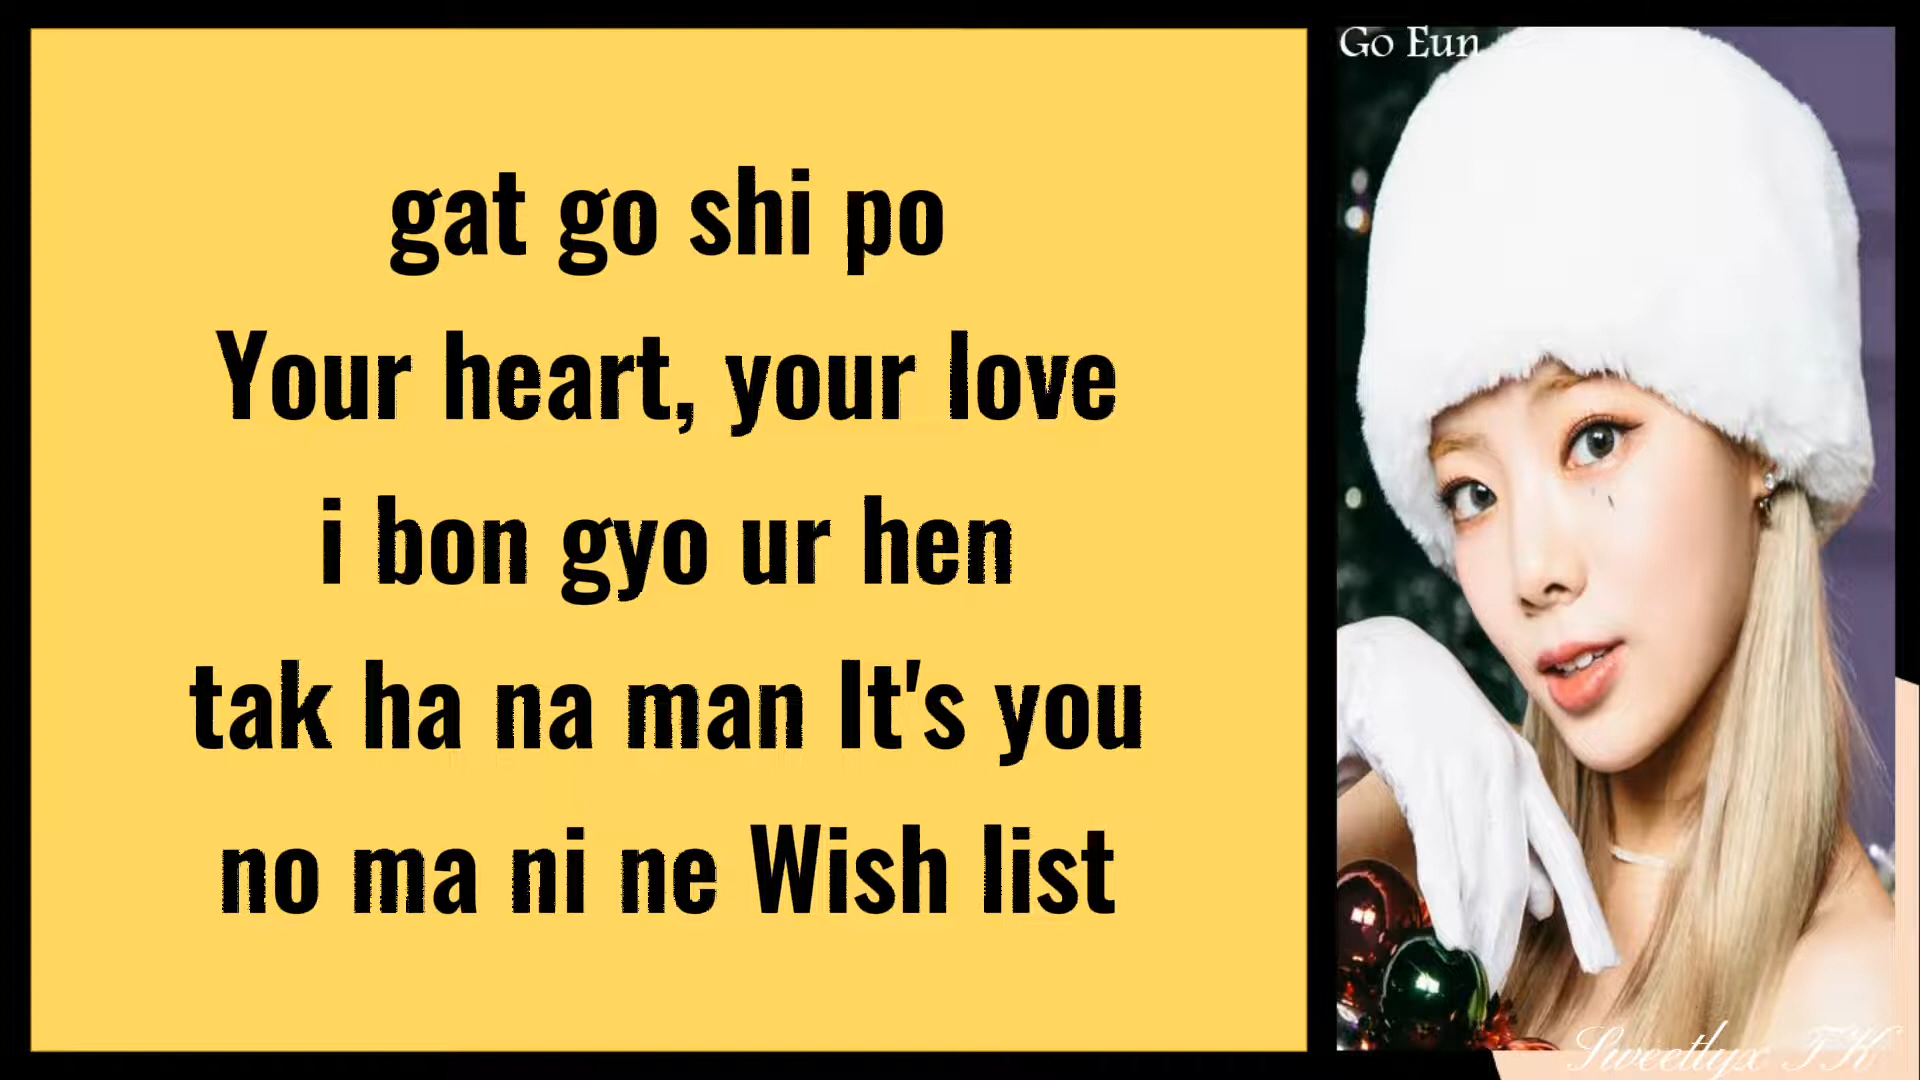 gat go shi po
Your heart, your love
i bon gyo ur hen
tak ha na man It's you
no ma ni ne Wish list
Go Eun
Sweetlyx TK